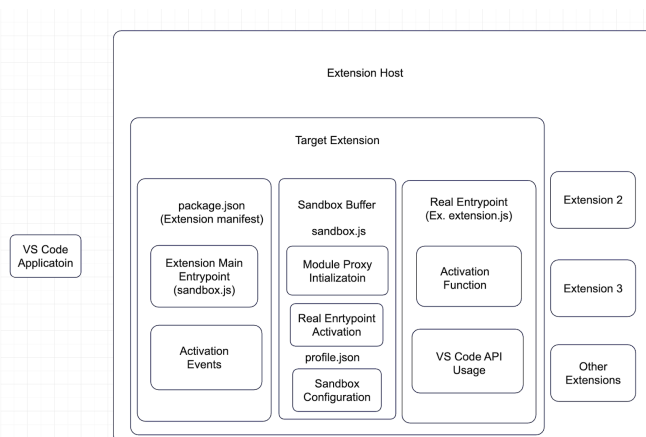 Extension Host
Target Extension
package.json
(Extension manifest)
Extension Main
Entrypoint
(sandbox.js)
Activation
Events
Sandbox Buffer
sandbox.js
Module Proxy
Intializatoin
Real Enrtypoint
Activation
profile.json
Sandbox
Configuration
Real Entrypoint
(Ex. extension.js)
Activation
Function
VS Code API
Usage
Extension 2
Extension 3
Other
Extensions
VS Code
Applicatoin